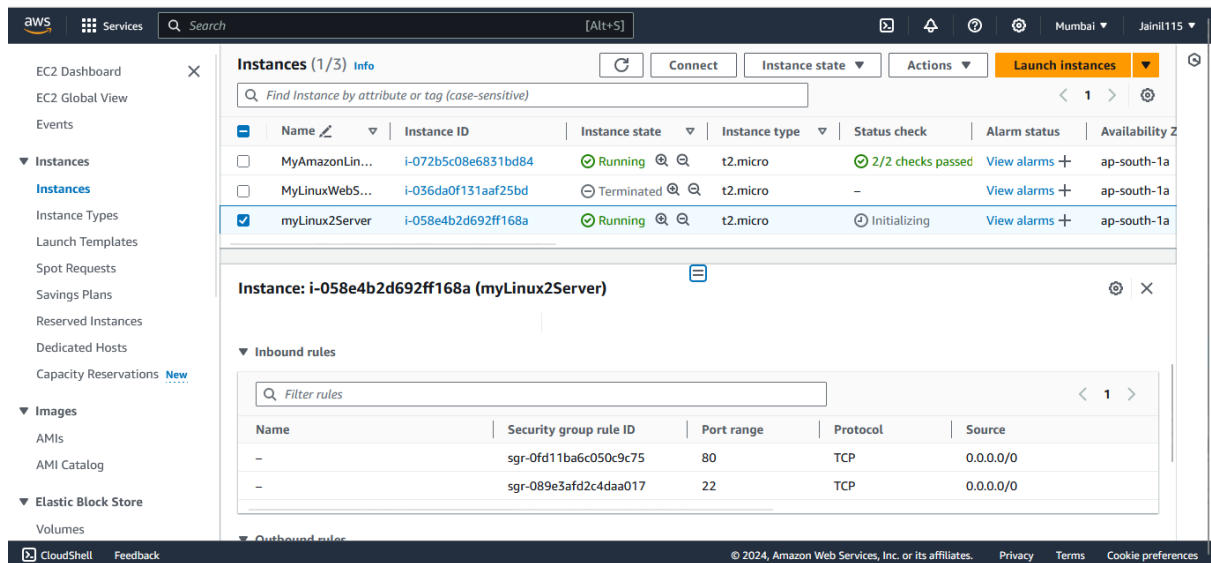 aws Services Search [Alt+S] Mumbai ▼ Jainil115 ▼
EC2 Dashboard
EC2 Global View
Events
▼ Instances
Instances
Instance Types
Launch Templates
Spot Requests
Savings Plans
Reserved Instances
Dedicated Hosts
Capacity Reservations New
▼ Images
AMIs
AMI Catalog
▼ Elastic Block Store
Volumes
Instances (1/3) Info Connect Instance state ▼ Actions ▼ Launch instances ▼
Find Instance by attribute or tag (case-sensitive) < 1 >
Name Instance ID Instance state Instance type Status check Alarm status Availability Z
MyAmazonLin... i-072b5c08e6831bd84 Running t2.micro 2/2 checks passed View alarms + ap-south-1a
MyLinuxWebS... i-036da0f131aaf25bd Terminated t2.micro – View alarms + ap-south-1a
myLinux2Server i-058e4b2d692ff168a Running t2.micro Initializing View alarms + ap-south-1a
Instance: i-058e4b2d692ff168a (myLinux2Server)
▼ Inbound rules
Filter rules < 1 >
Name Security group rule ID Port range Protocol Source
– sgr-0fd11ba6c050c9c75 80 TCP 0.0.0.0/0
– sgr-089e3afd2c4daa017 22 TCP 0.0.0.0/0
▼ Outbound rules
CloudShell Feedback © 2024, Amazon Web Services, Inc. or its affiliates. Privacy Terms Cookie preferences